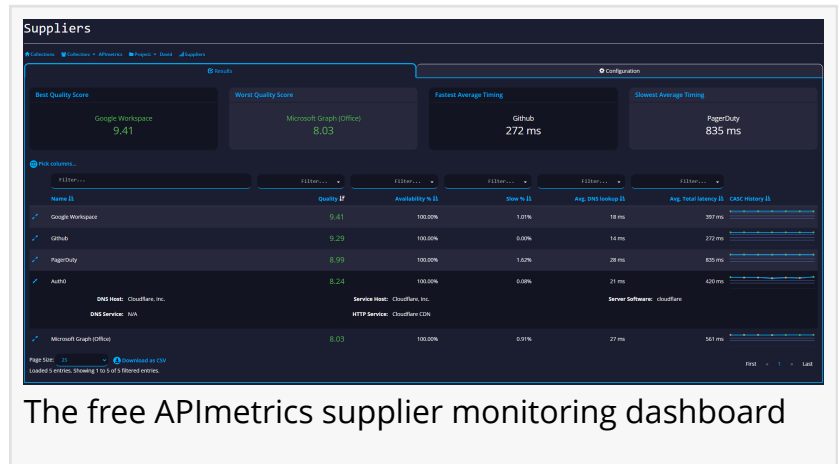 Suppliers
Collections Collectors APImetrics Project David Suppliers
Results Configuration
Best Quality Score Worst Quality Score Fastest Average Timing Slowest Average Timing
Google Workspace Microsoft Graph (Office) Github PagerDuty
9.41 8.03 272 ms 835 ms
Pick columns...
Filter... Filter... Filter... Filter... Filter... Filter...
Name Quality Availability % Slow % Avg. DNS lookup Avg. Total latency CASC History
Google Workspace 9.41 100.00% 1.01% 18 ms 397 ms
Github 9.29 100.00% 0.00% 14 ms 272 ms
PagerDuty 8.99 100.00% 1.62% 28 ms 835 ms
Auth0 8.24 100.00% 0.08% 21 ms 420 ms
DNS Host: Cloudflare, Inc. Service Host: Cloudflare, Inc. Server Software: cloudflare
DNS Service: N/A HTTP Service: Cloudflare CDN
Microsoft Graph (Office) 8.03 100.00% 0.91% 27 ms 561 ms
Page Size: 25 Download as CSV
First « 1 » Last
Loaded 5 entries. Showing 1 to 5 of 5 filtered entries.
The free APImetrics supplier monitoring dashboard